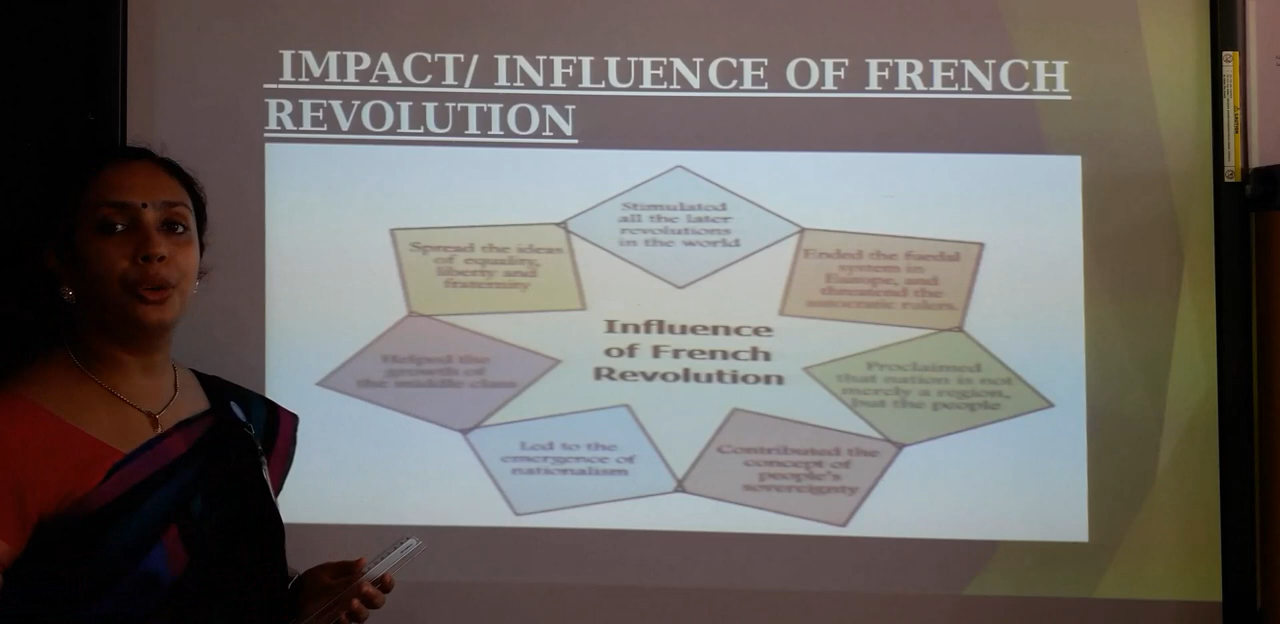 IMPACT/ INFLUENCE OF FRENCH
REVOLUTION
Stimulated
all the later
revolutions
in the world
Ended the fuedal
system in
Europe, and
threatend the
autocratic rulers.
Proclaimed
that nation is not
merely a region,
but the people
Contributed the
concept of
people's
sovereignty
Led to the
emergence of
nationalism
Helped the
growth of
the middle class
Spread the ideas
of equality,
liberty and
fraternity
Influence
of French
Revolution